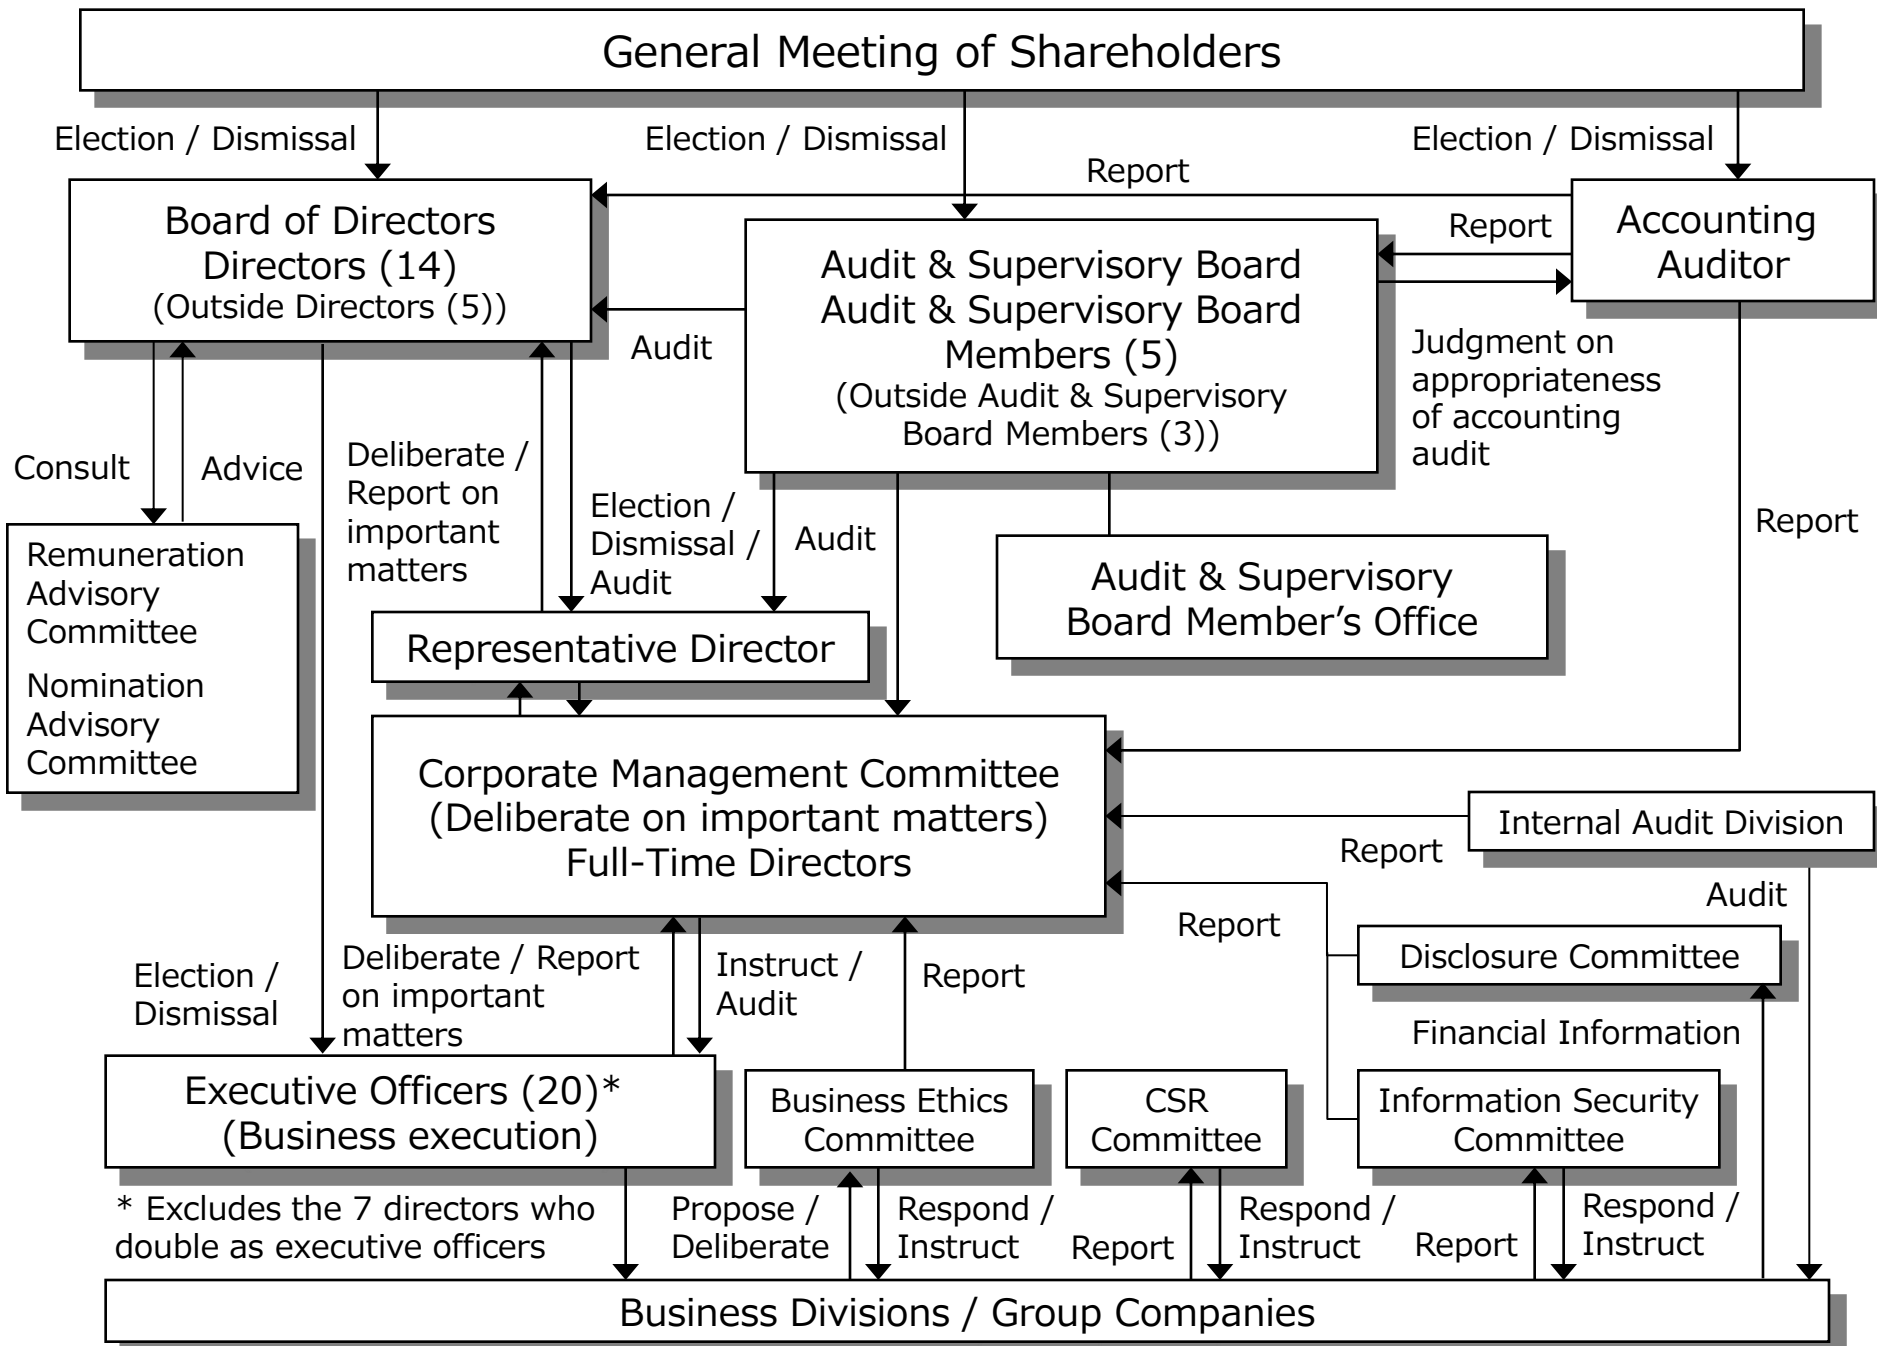 General Meeting of Shareholders
Election / Dismissal
Election / Dismissal
Election / Dismissal
Report
Board of Directors
Directors (14)
(Outside Directors (5))
Audit & Supervisory Board
Audit & Supervisory Board
Members (5)
(Outside Audit & Supervisory
Board Members (3))
Report
Accounting
Auditor
Audit
Judgment on
appropriateness
of accounting
audit
Consult
Advice
Deliberate /
Report on
important
matters
Election /
Dismissal /
Audit
Audit
Report
Remuneration
Advisory
Committee
Nomination
Advisory
Committee
Audit & Supervisory
Board Member’s Office
Representative Director
Corporate Management Committee
(Deliberate on important matters)
Full-Time Directors
Internal Audit Division
Report
Audit
Report
Disclosure Committee
Election /
Dismissal
Deliberate / Report
on important
matters
Instruct /
Audit
Report
Financial Information
Executive Officers (20)*
(Business execution)
Business Ethics
Committee
CSR
Committee
Information Security
Committee
* Excludes the 7 directors who
double as executive officers
Propose /
Deliberate
Respond /
Instruct
Report
Respond /
Instruct
Report
Respond /
Instruct
Business Divisions / Group Companies